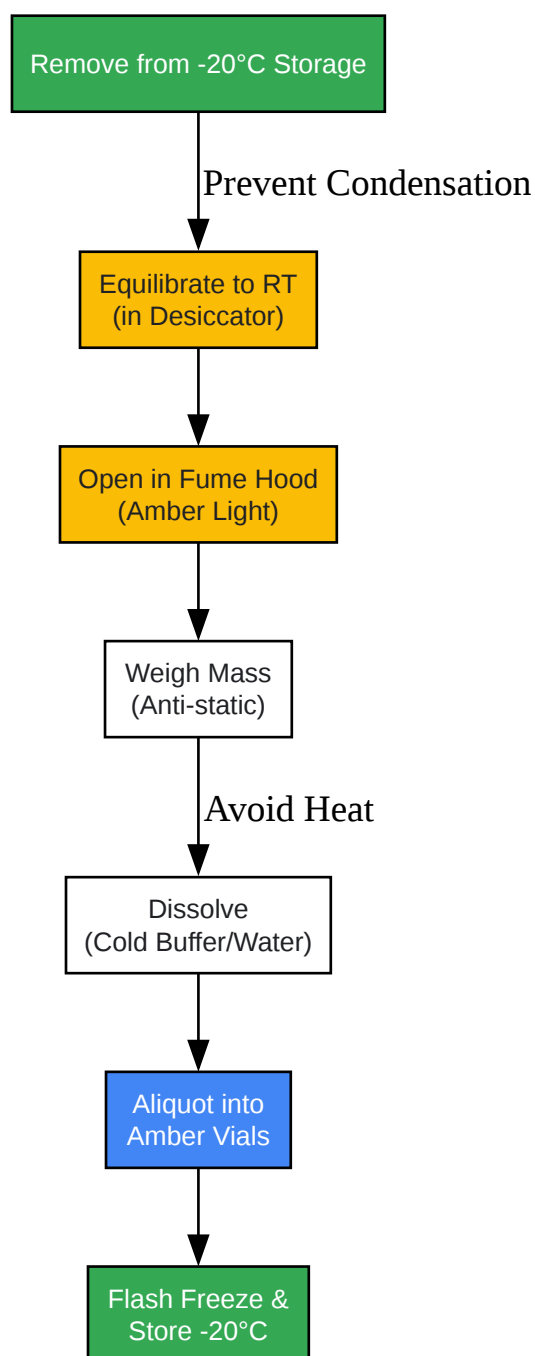 Remove from -20°C Storage
Prevent Condensation
Equilibrate to RT
(in Desiccator)
Open in Fume Hood
(Amber Light)
Weigh Mass
(Anti-static)
Avoid Heat
Dissolve
(Cold Buffer/Water)
Aliquot into
Amber Vials
Flash Freeze &
Store -20°C